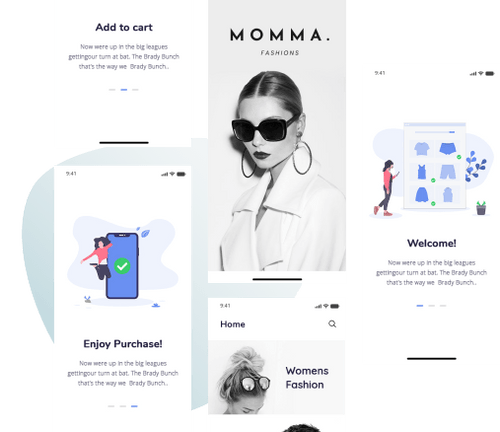 Add to cart
Now were up in the big leagues
gettingour turn at bat. The Brady Bunch
that's the way we Brady Bunch..
9:41
Enjoy Purchase!
Now were up in the big leagues
gettingour turn at bat. The Brady Bunch
that's the way we Brady Bunch..
MOMMA.
FASHIONS
9:41
Home
Womens
Fashion
9:41
Welcome!
Now were up in the big leagues
gettingour turn at bat. The Brady Bunch
that's the way we Brady Bunch..